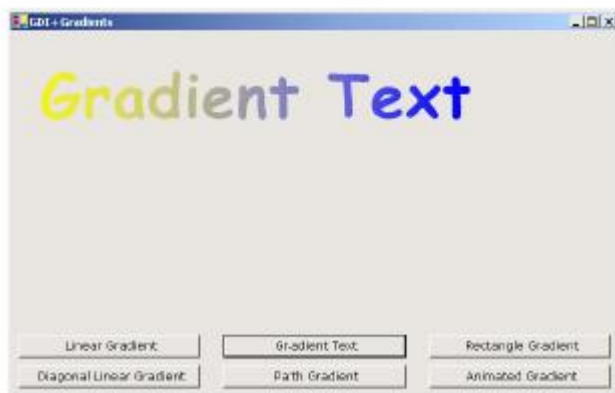 GDI+Gradients
Gradient Text
Linear Gradient Gradient Text Rectangle Gradient
Diagonal Linear Gradient Path Gradient Animated Gradient